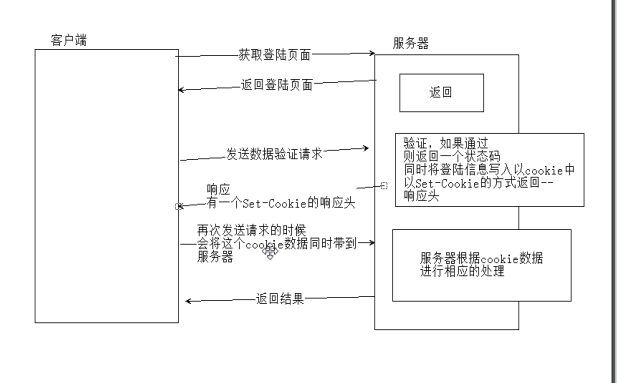 客户端
服务器
获取登陆页面
返回登陆页面
返回
发送数据验证请求
验证，如果通过
则返回一个状态码
同时将登陆信息写入以cookie中
以Set-Cookie的方式返回--
响应头
响应
有一个Set-Cookie的响应头
再次发送请求的时候
会将这个cookie数据同时带到
服务器
服务器根据cookie数据
进行相应的处理
返回结果